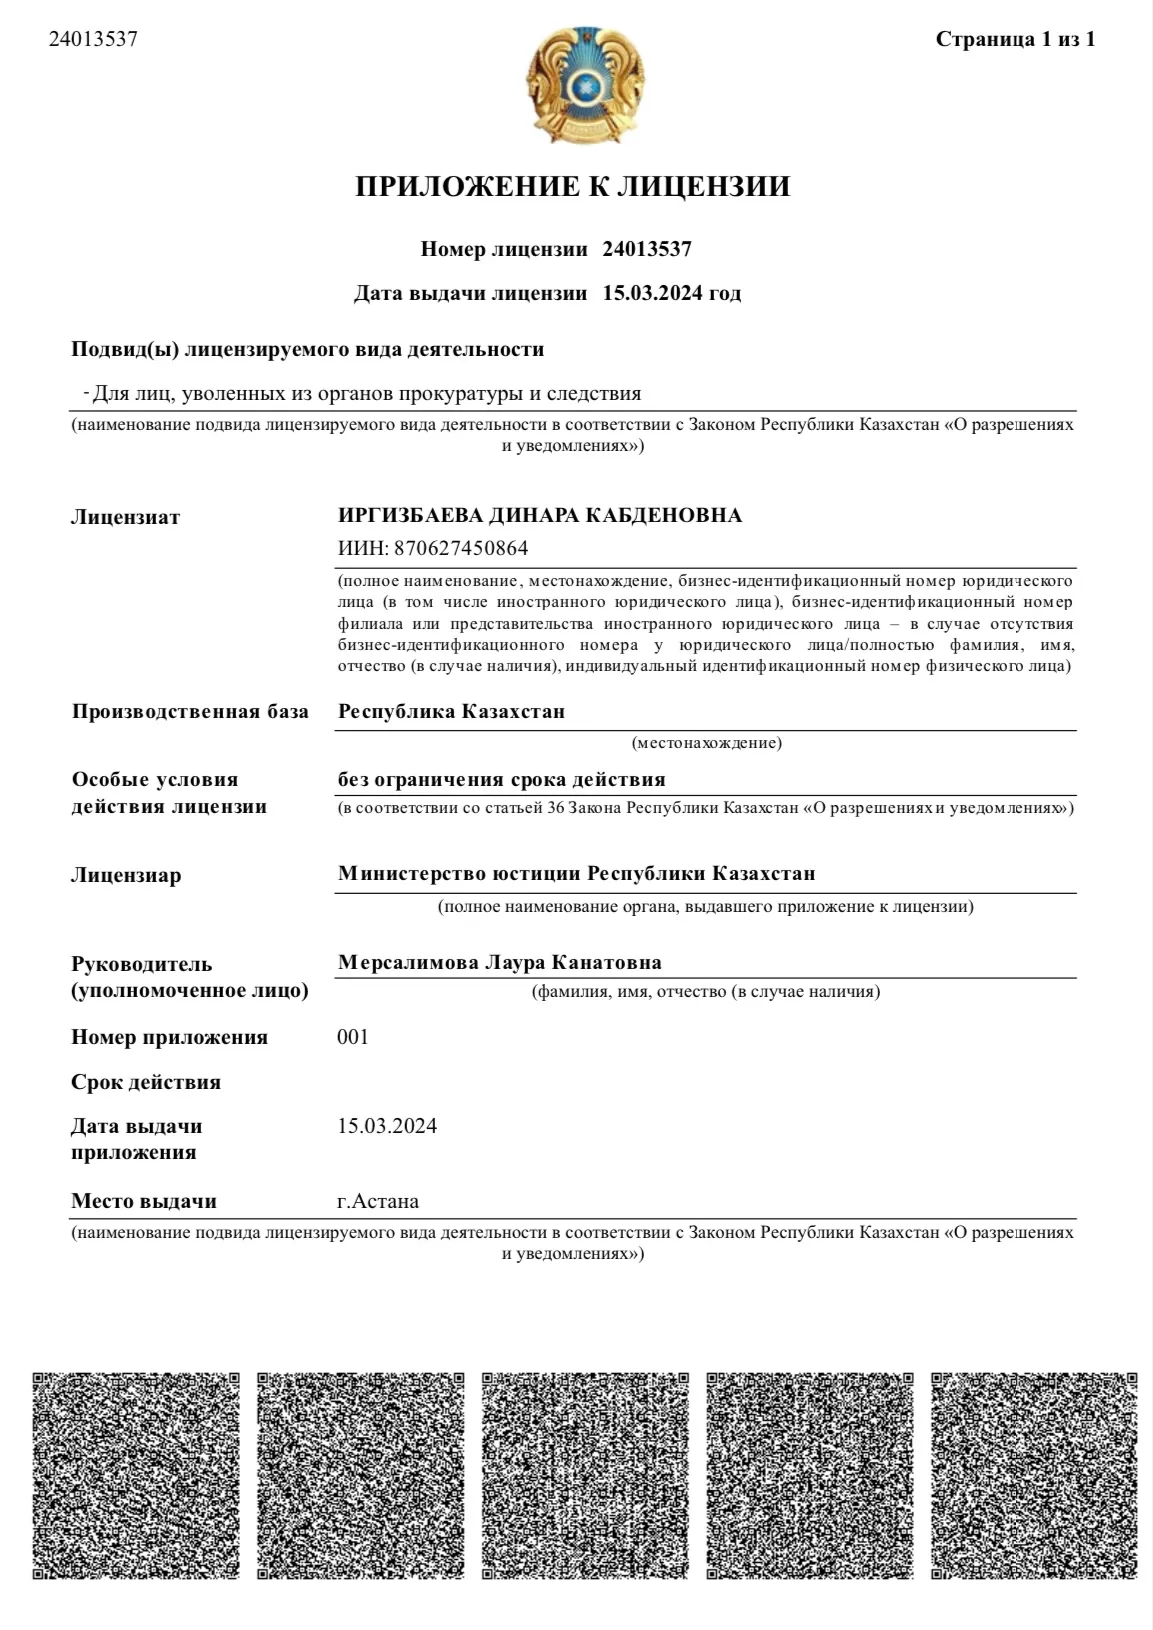 24013537
Страница 1 из 1
ПРИЛОЖЕНИЕ К ЛИЦЕНЗИИ
Номер лицензии 24013537
Дата выдачи лицензии 15.03.2024 год
Подвид(ы) лицензируемого вида деятельности
- Для лиц, уволенных из органов прокуратуры и следствия
(наименование подвида лицензируемого вида деятельности в соответствии с Законом Республики Казахстан «О разрешениях
и уведомлениях»)
Лицензиат ИРГИЗБАЕВА ДИНАРА КАБДЕНОВНА
ИИН: 870627450864
(полное наименование, местонахождение, бизнес-идентификационный номер юридического
лица (в том числе иностранного юридического лица), бизнес-идентификационный номер
филиала или представительства иностранного юридического лица – в случае отсутствия
бизнес-идентификационного номера у юридического лица/полностью фамилия, имя,
отчество (в случае наличия), индивидуальный идентификационный номер физического лица)
Производственная база Республика Казахстан
(местонахождение)
Особые условия без ограничения срока действия
действия лицензии (в соответствии со статьей 36 Закона Республики Казахстан «О разрешениях и уведомлениях»)
Лицензиар Министерство юстиции Республики Казахстан
(полное наименование органа, выдавшего приложение к лицензии)
Руководитель Мерсалимова Лаура Канатовна
(уполномоченное лицо) (фамилия, имя, отчество (в случае наличия)
Номер приложения 001
Срок действия
Дата выдачи 15.03.2024
приложения
Место выдачи г.Астана
(наименование подвида лицензируемого вида деятельности в соответствии с Законом Республики Казахстан «О разрешениях
и уведомлениях»)